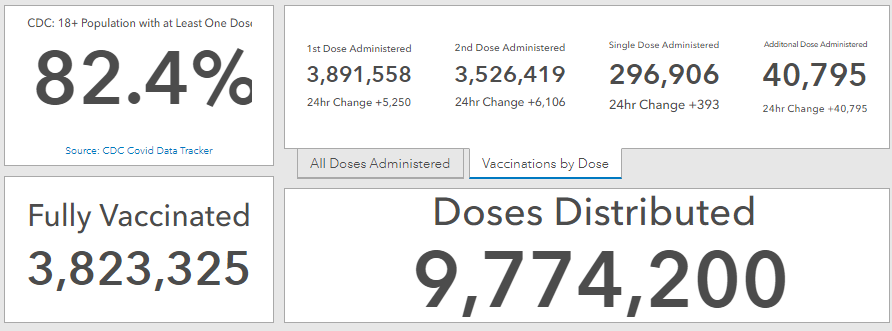 CDC: 18+ Population with at Least One Dose
82.4%
Source: CDC Covid Data Tracker
1st Dose Administered
3,891,558
24hr Change +5,250
2nd Dose Administered
3,526,419
24hr Change +6,106
Single Dose Administered
296,906
24hr Change +393
Additonal Dose Administered
40,795
24hr Change +40,795
All Doses Administered
Vaccinations by Dose
Fully Vaccinated
3,823,325
Doses Distributed
9,774,200